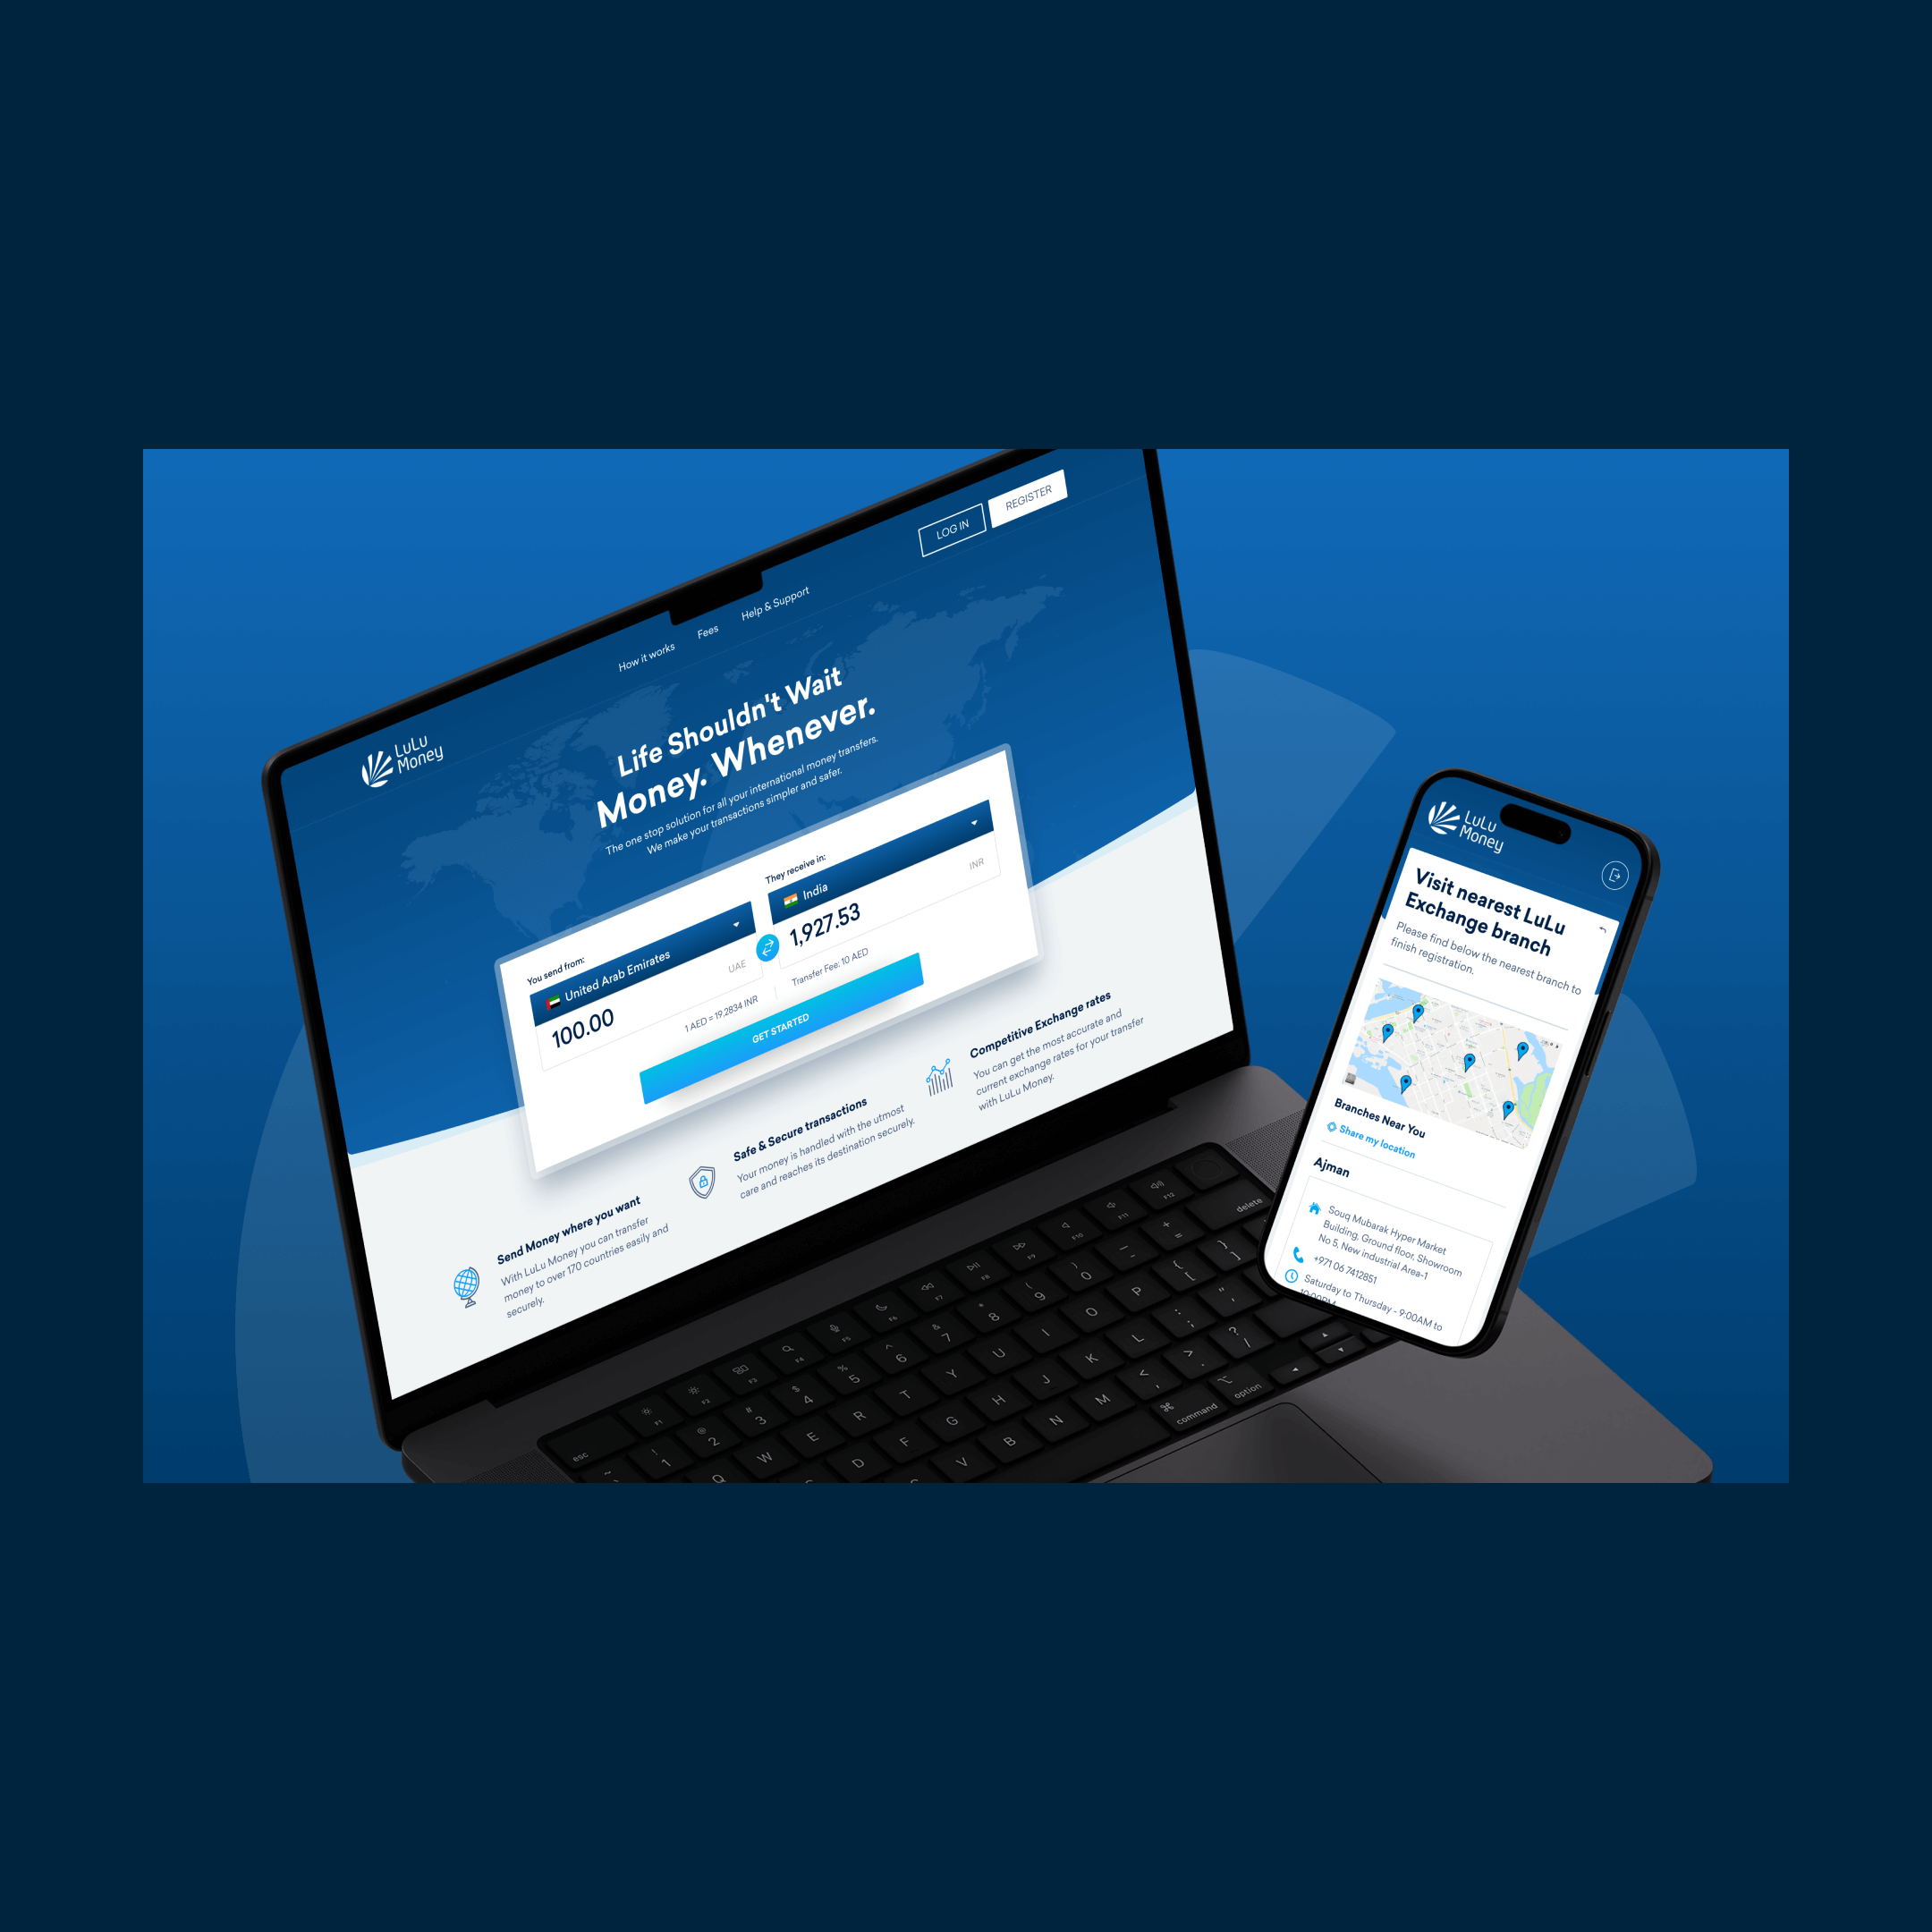 LOG IN
REGISTER
How it works
Fees
Help & Support
LuLu
Money
Life Shouldn't Wait
Money. Whenever.
The one stop solution for all your international money transfers.
We make your transactions simpler and safer.
You send from:
United Arab Emirates
100.00
UAE
They receive in:
India
1,927.53
INR
1 AED = 19.2834 INR
Transfer Fee: 10 AED
GET STARTED
Send Money where you want
With LuLu Money you can transfer
money to over 170 countries easily and
securely.
Safe & Secure transactions
Your money is handled with the utmost
care and reaches its destination securely.
Competitive Exchange rates
You can get the most accurate and
current exchange rates for your transfer
with LuLu Money.
esc
F1
F2
F3
F4
F5
F6
F7
F8
F9
F10
F11
F12
~
! 1
@ 2
# 3
$ 4
% 5
^ 6
& 7
* 8
( 9
) 0
— -
+ =
delete
Q W E R T Y U I O P { [ } ]
D F G H J K L : ; " '
V B N M < , > . ? /
⌘ command
⌥ option
LuLu
Money
Visit nearest LuLu
Exchange branch
Please find below the nearest branch to
finish registration.
Branches Near You
Share my location
Ajman
Souq Mubarak Hyper Market
Building, Ground floor, Showroom
No 5, New industrial Area-1
+971 06 7412851
Saturday to Thursday - 9:00AM to
10:00PM